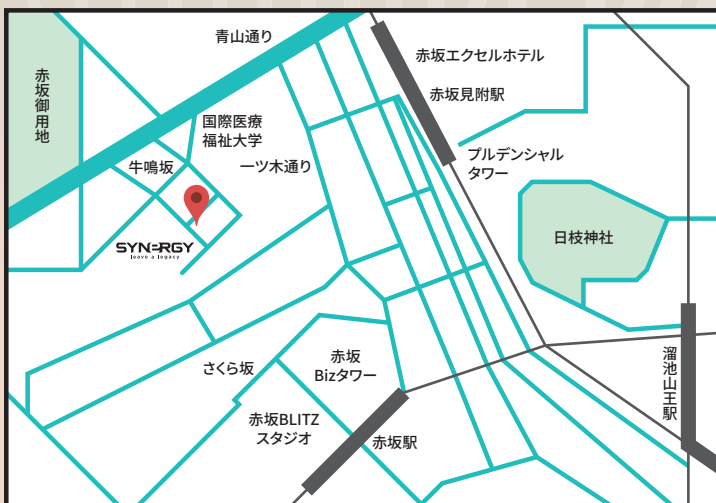 青山通り
赤坂エクセルホテル
赤坂御用地
赤坂見附駅
国際医療
福祉大学
牛鳴坂
一ツ木通り
プルデンシャル
タワー
SYNERGY
leave a legacy
日枝神社
さくら坂
赤坂
Bizタワー
溜池山王駅
赤坂BLITZ
スタジオ
赤坂駅